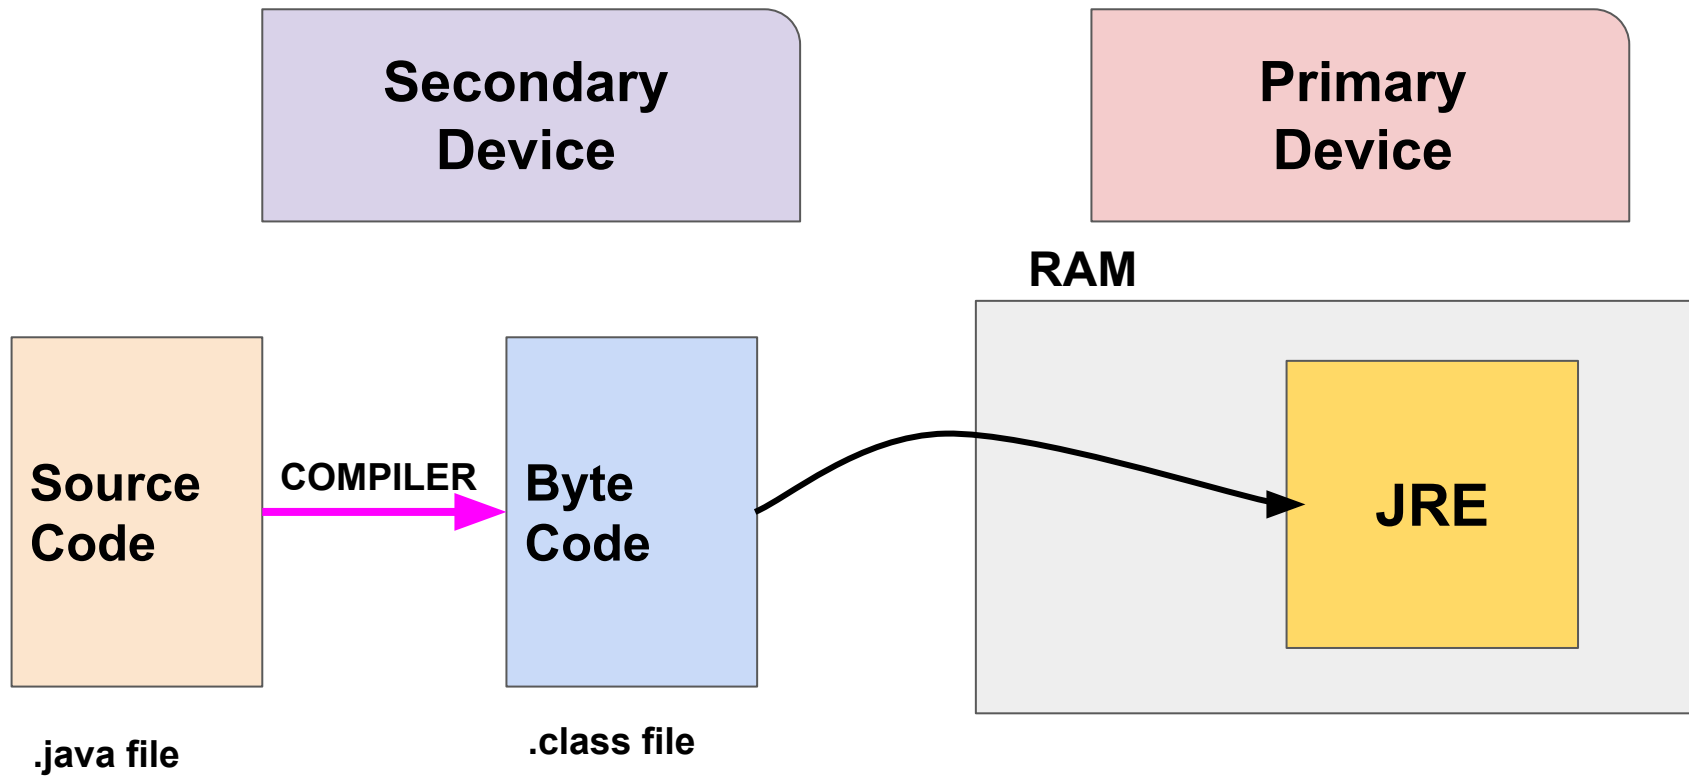 Secondary
Device
Primary
Device
RAM
Source
Code
COMPILER
Byte
Code
JRE
.java file
.class file